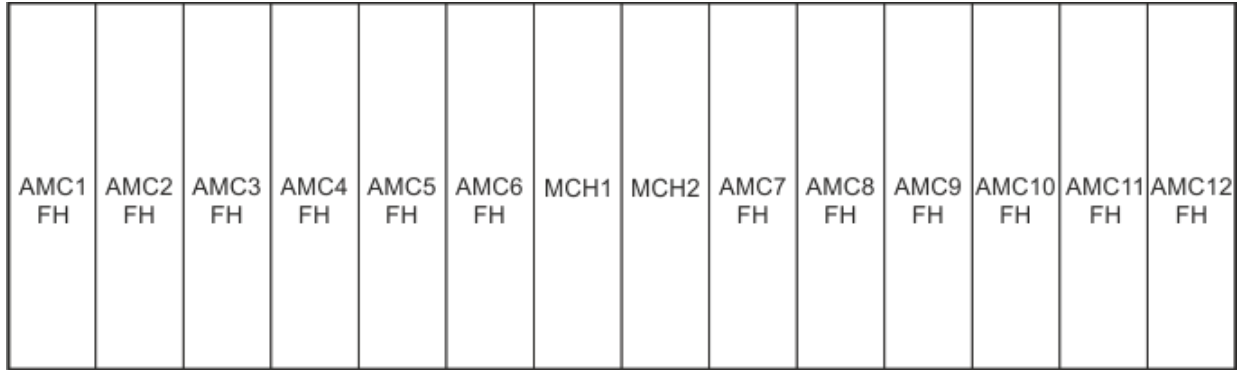 AMC1
FH
AMC2
FH
AMC3
FH
AMC4
FH
AMC5
FH
AMC6
FH
MCH1
MCH2
AMC7
FH
AMC8
FH
AMC9
FH
AMC10
FH
AMC11
FH
AMC12
FH